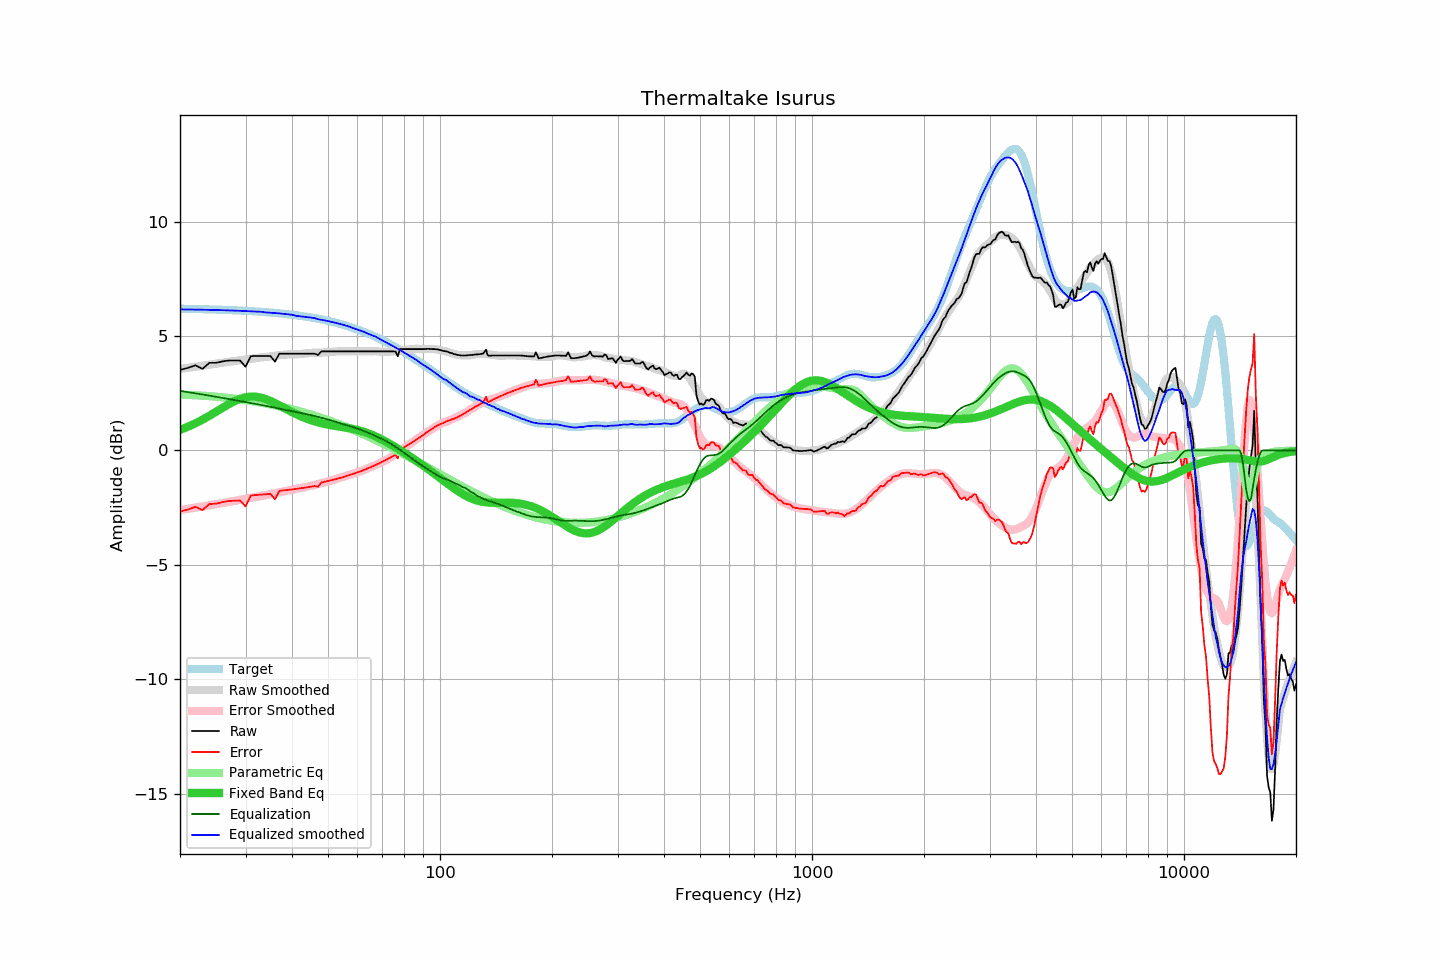 Thermaltake Isurus
Amplitude (dBr)
10
5
0
−5
−10
−15
Target
Raw Smoothed
Error Smoothed
Raw
Error
Parametric Eq
Fixed Band Eq
Equalization
Equalized smoothed
100 1000 10000
Frequency (Hz)